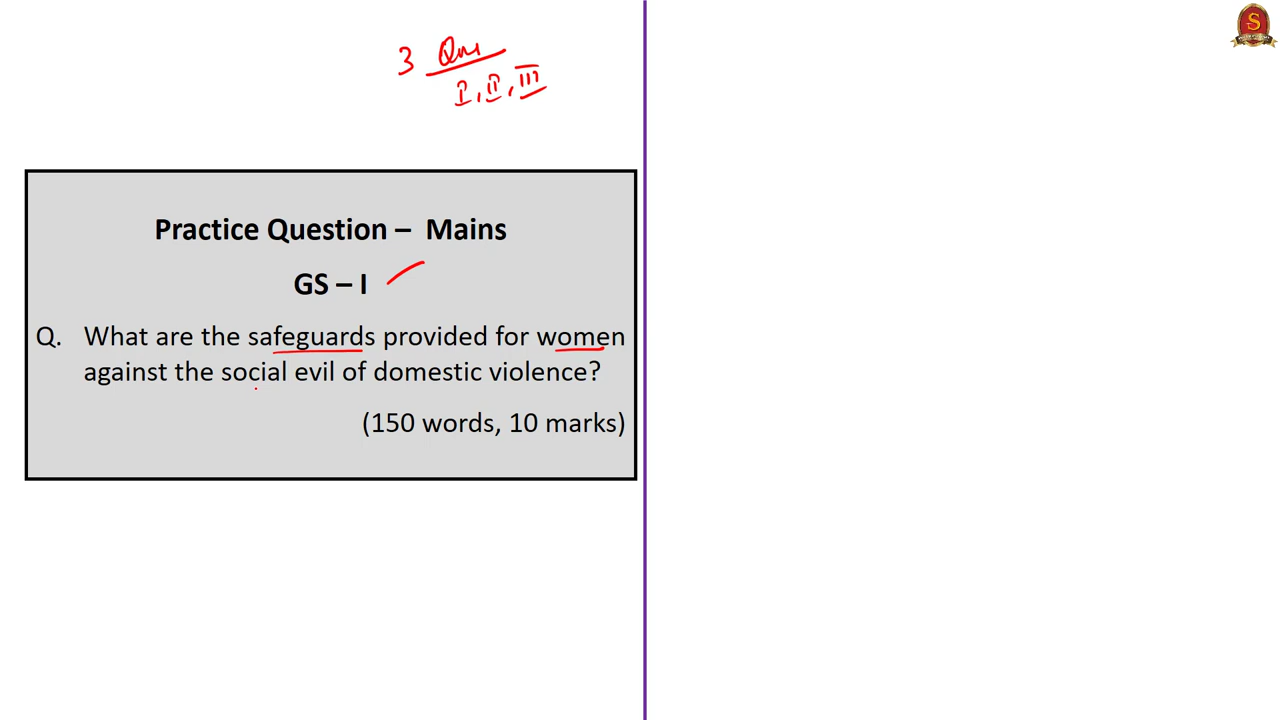 3 Que
I, II, III
Practice Question – Mains
GS – I
Q. What are the safeguards provided for women
against the social evil of domestic violence?
(150 words, 10 marks)
S